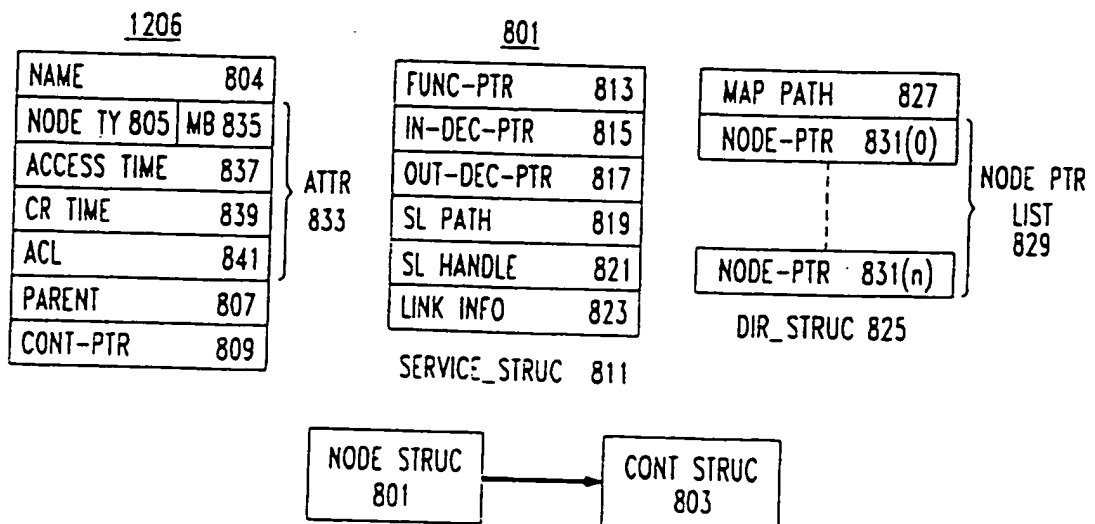 1206
NAME 804
NODE TY 805 MB 835
ACCESS TIME 837
CR TIME 839
ACL 841
PARENT 807
CONT-PTR 809
ATTR
833
801
FUNC-PTR 813
IN-DEC-PTR 815
OUT-DEC-PTR 817
SL PATH 819
SL HANDLE 821
LINK INFO 823
SERVICE_STRUC 811
MAP PATH 827
NODE-PTR 831(0)
NODE-PTR 831(n)
DIR_STRUC 825
NODE PTR
LIST
829
NODE STRUC
801
CONT STRUC
803